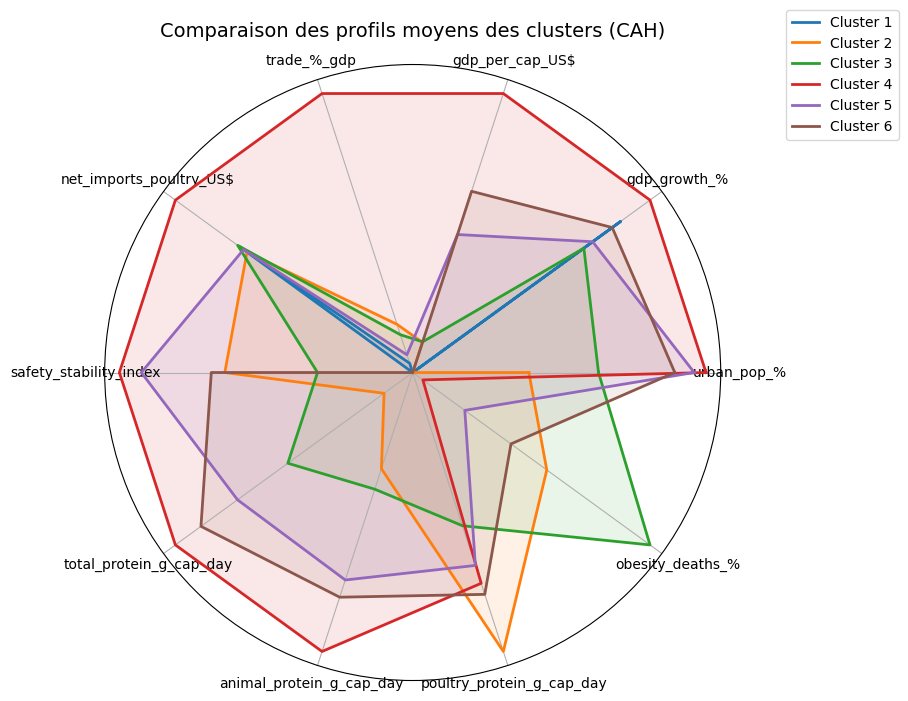 Comparaison des profils moyens des clusters (CAH)
Cluster 1
Cluster 2
Cluster 3
Cluster 4
Cluster 5
Cluster 6
trade_%_gdp
gdp_per_cap_US$
net_imports_poultry_US$
gdp_growth_%
safety_stability_index
urban_pop_%
total_protein_g_cap_day
obesity_deaths_%
animal_protein_g_cap_day
poultry_protein_g_cap_day